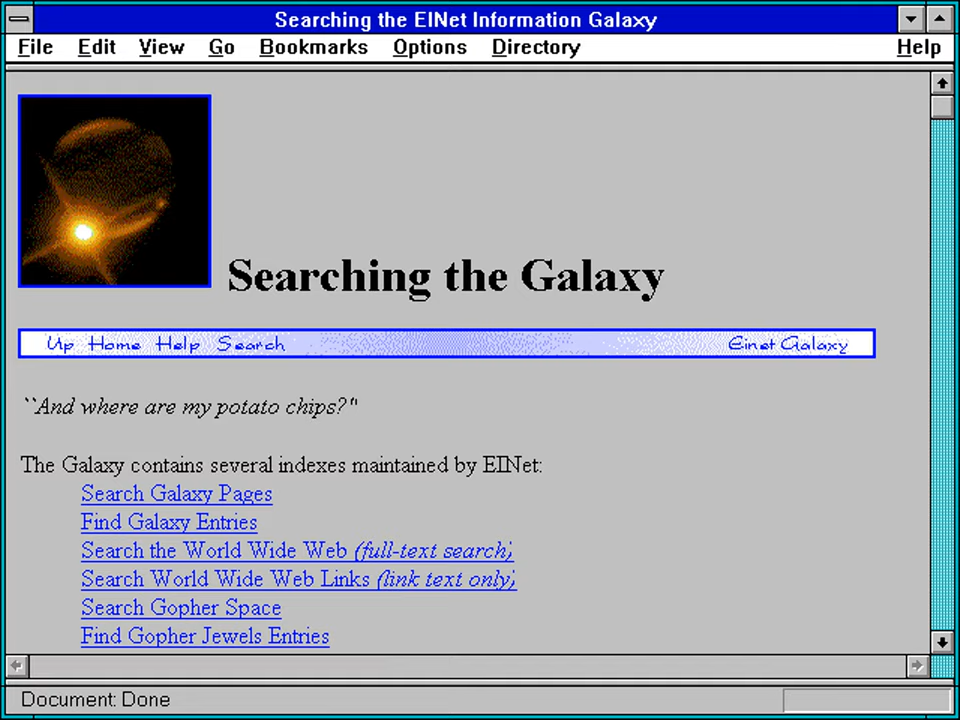 Searching the EINet Information Galaxy
File Edit View Go Bookmarks Options Directory Help
Searching the Galaxy
Up Home Help Search Einet Galaxy
``And where are my potato chips?"
The Galaxy contains several indexes maintained by EINet:
Search Galaxy Pages
Find Galaxy Entries
Search the World Wide Web (full-text search)
Search World Wide Web Links (link text only)
Search Gopher Space
Find Gopher Jewels Entries
Document: Done